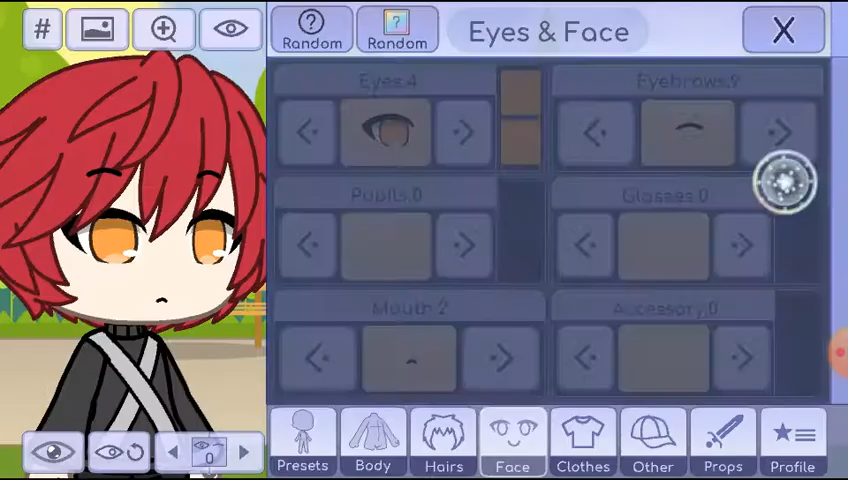 #
?
Random
?
Random
Eyes & Face
X
Eyes.4
Eyebrows.9
Pupils.0
Glasses.0
Mouth.2
Accessory.0
0
Presets
Body
Hairs
Face
Clothes
Other
Props
Profile